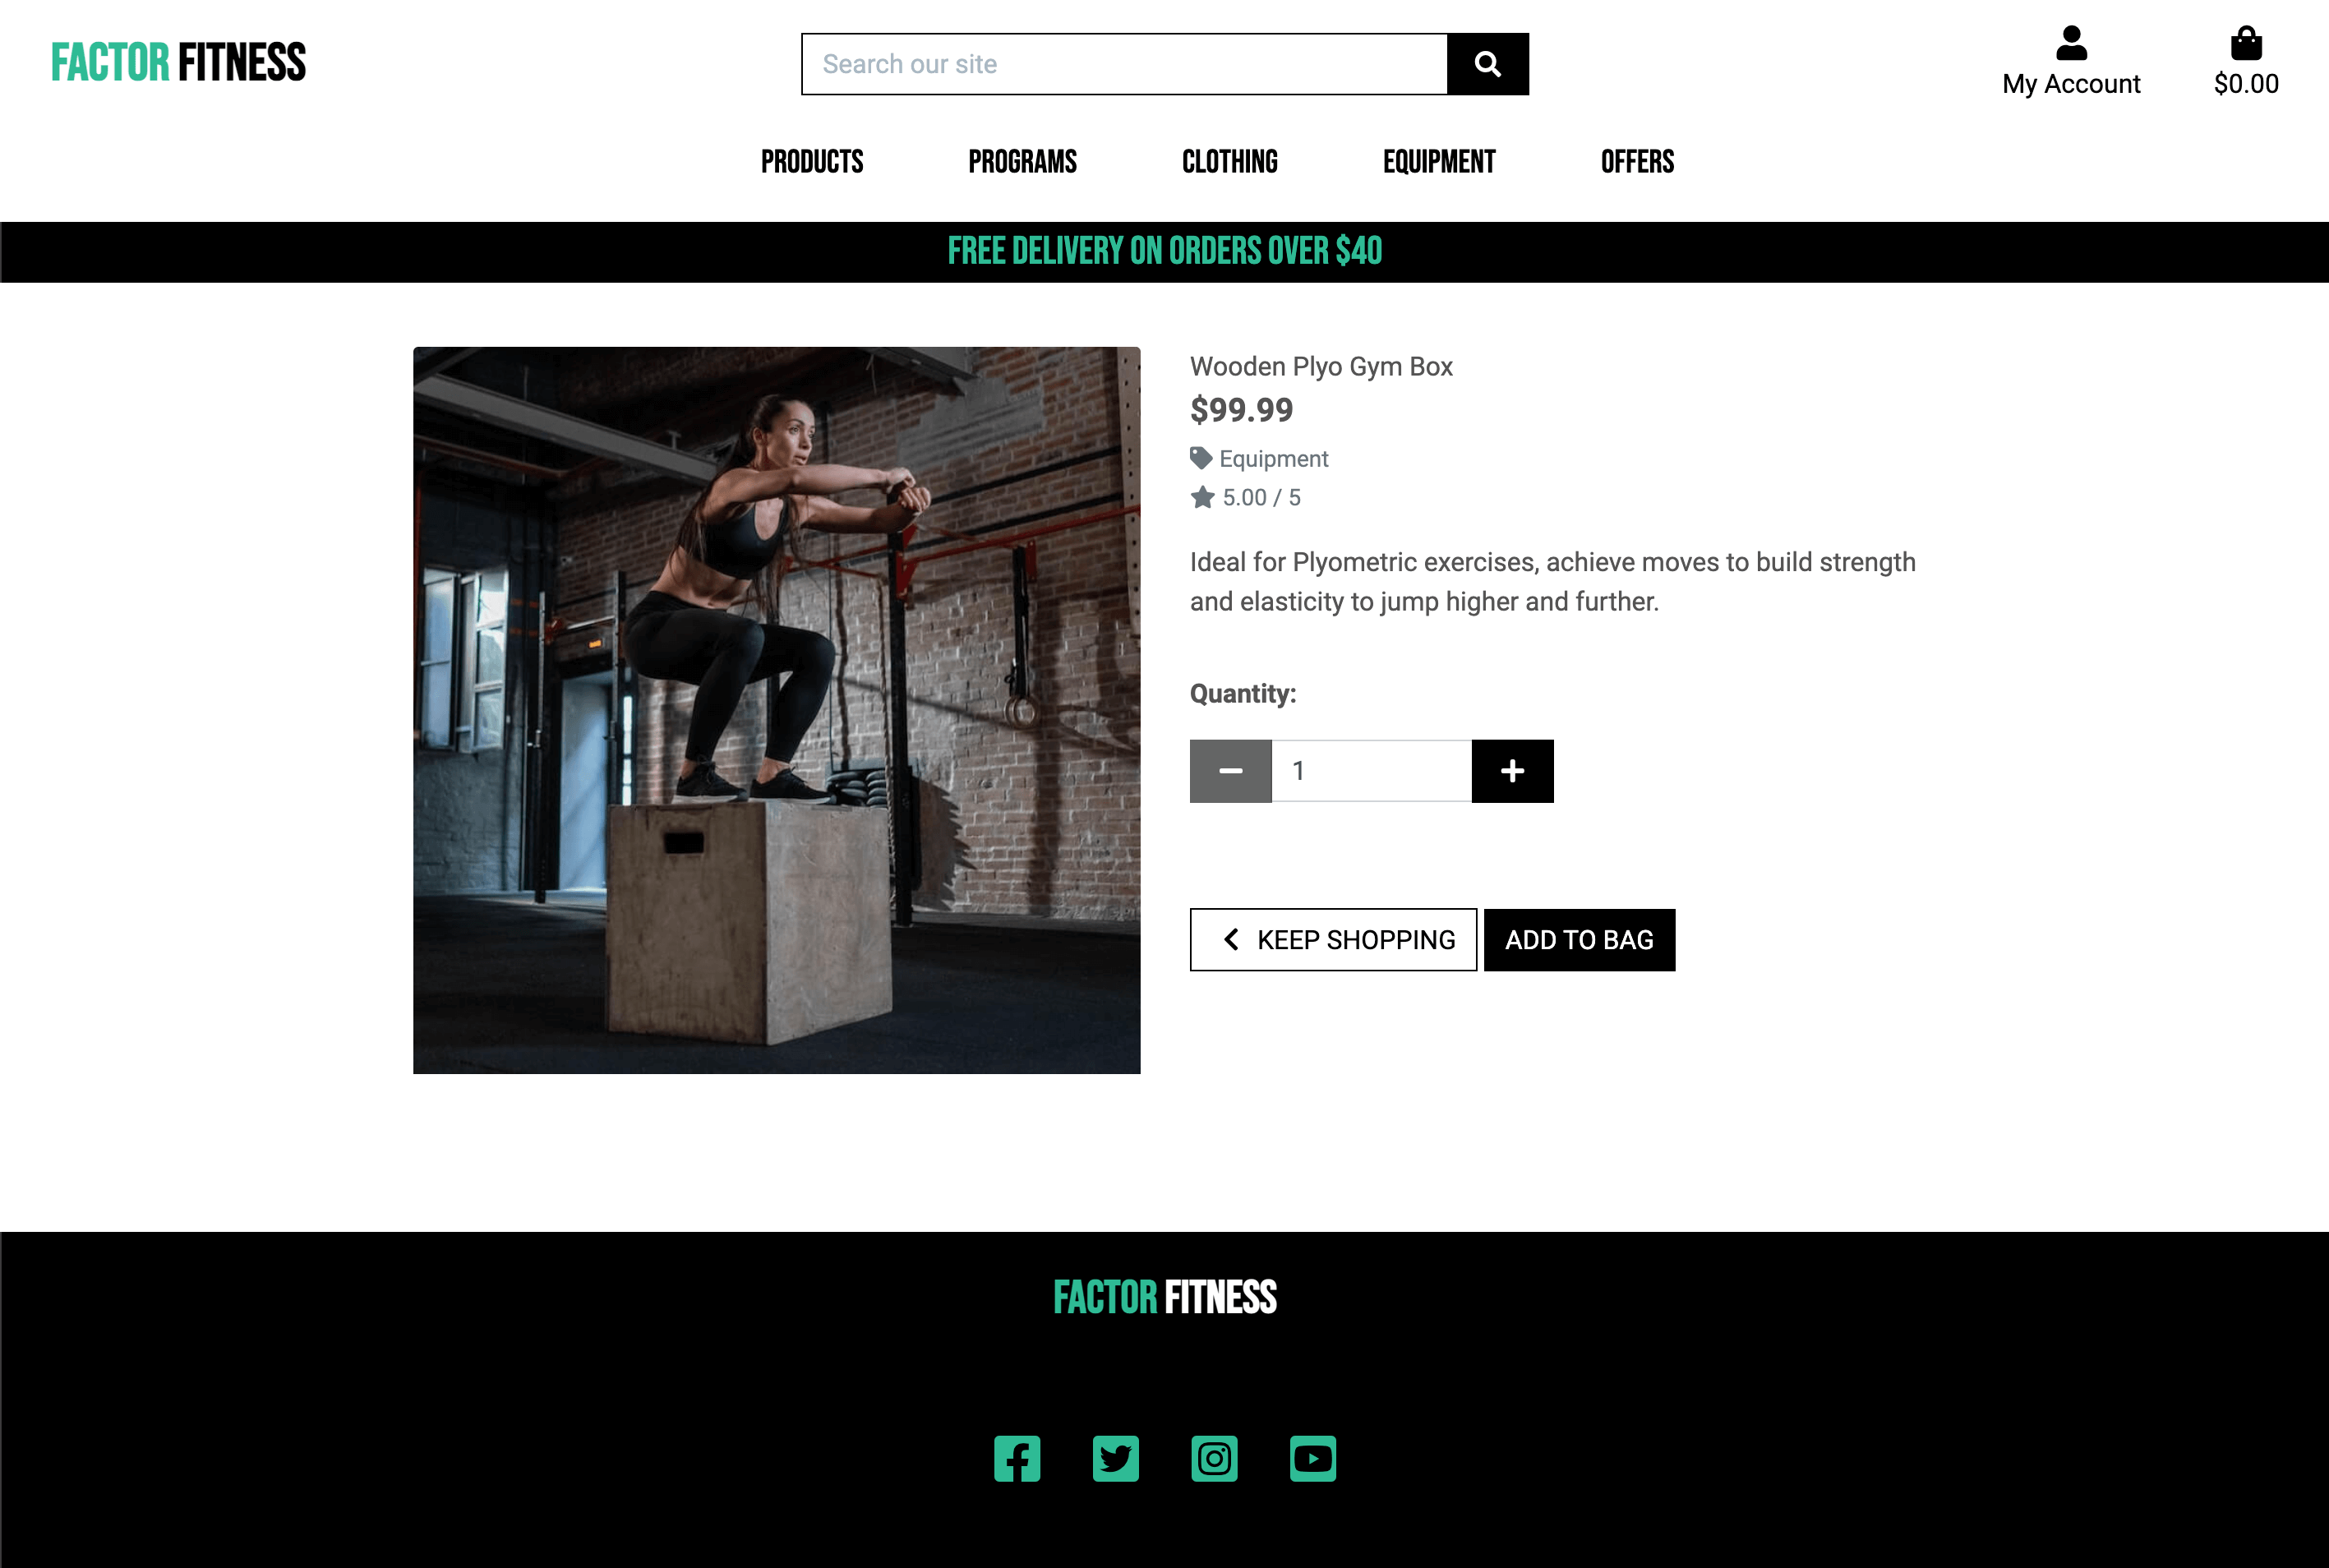 FACTOR FITNESS
Search our site
My Account
$0.00
PRODUCTS PROGRAMS CLOTHING EQUIPMENT OFFERS
FREE DELIVERY ON ORDERS OVER $40
Wooden Plyo Gym Box
$99.99
Equipment
5.00 / 5
Ideal for Plyometric exercises, achieve moves to build strength
and elasticity to jump higher and further.
Quantity:
1
KEEP SHOPPING
ADD TO BAG
FACTOR FITNESS